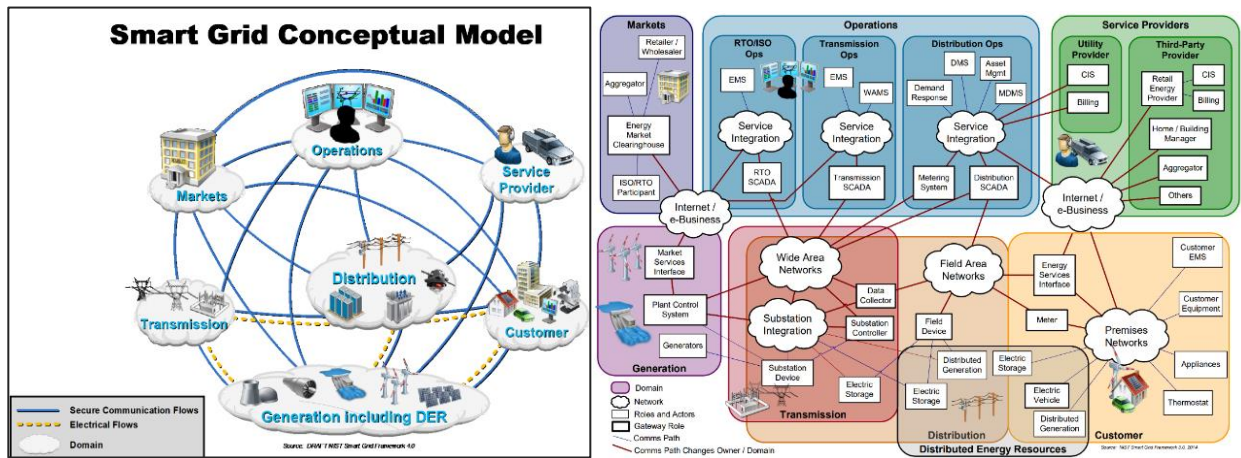 Smart Grid Conceptual Model
Operations
Markets
Service
Provider
Distribution
Transmission
Customer
Generation including DER
Secure Communication Flows
Electrical Flows
Domain
Source: DRAFT NIST Smart Grid Framework 4.0
Markets
Retailer /
Wholesaler
Aggregator
Energy
Market
Clearinghouse
ISO/RTO
Participant
Operations
RTO/ISO
Ops
EMS
Service
Integration
RTO
SCADA
Transmission
Ops
EMS
WAMS
Service
Integration
Transmission
SCADA
Distribution Ops
DMS
Asset
Mgmt
Demand
Response
MDMS
Service
Integration
Metering
System
Distribution
SCADA
Service Providers
Utility
Provider
CIS
Billing
Third-Party
Provider
Retail
Energy
Provider
CIS
Billing
Home / Building
Manager
Aggregator
Others
Internet /
e-Business
Internet /
e-Business
Market
Services
Interface
Plant Control
System
Generators
Generation
Wide Area
Networks
Substation
Integration
Data
Collector
Substation
Controller
Substation
Device
Electric
Storage
Transmission
Field Area
Networks
Field
Device
Distributed
Generation
Electric
Storage
Distribution
Energy
Services
Interface
Meter
Premises
Networks
Customer
EMS
Customer
Equipment
Appliances
Thermostat
Electric
Storage
Electric
Vehicle
Distributed
Generation
Customer
Distributed Energy Resources
Domain
Network
Roles and Actors
Gateway Role
Comms Path
Comms Path Changes Owner / Domain
Source: NIST Smart Grid Framework 3.0, 2014